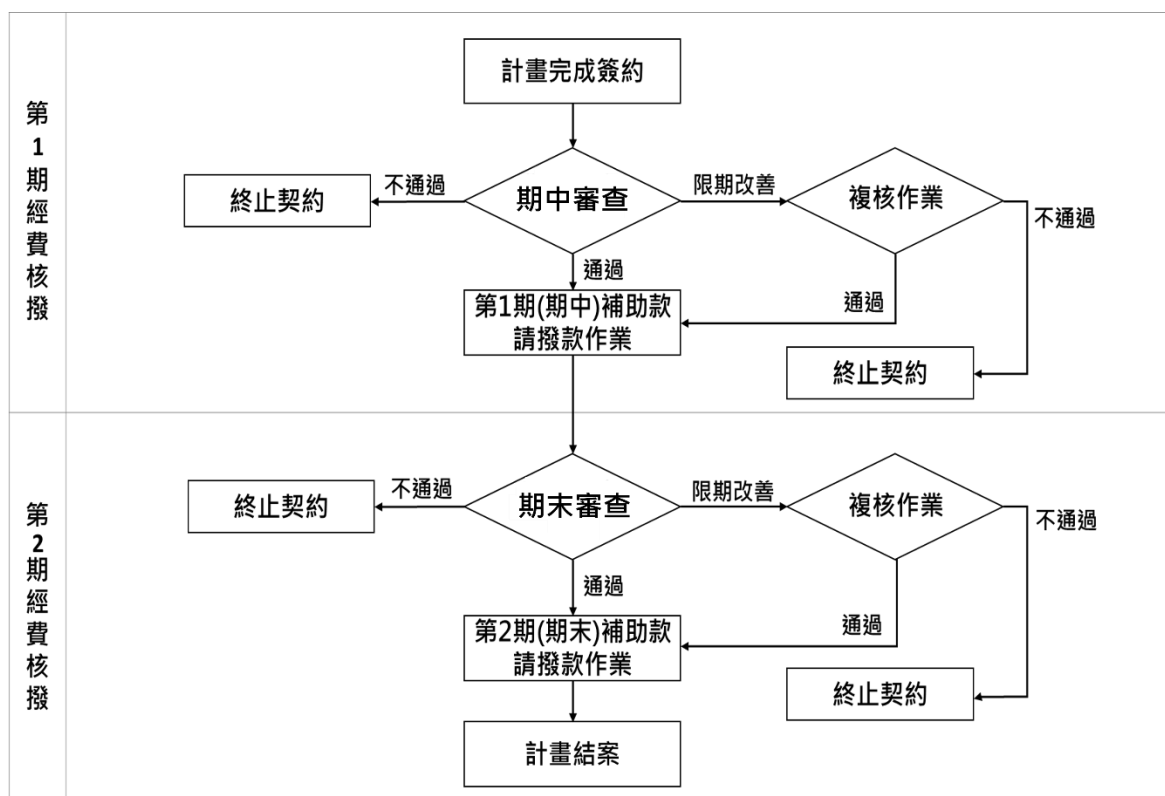 第1期經費核撥
計畫完成簽約
期中審查
不通過
終止契約
限期改善
複核作業
不通過
通過
通過
第1期(期中)補助款
請撥款作業
終止契約
第2期經費核撥
期末審查
不通過
終止契約
限期改善
複核作業
不通過
通過
通過
第2期(期末)補助款
請撥款作業
終止契約
計畫結案